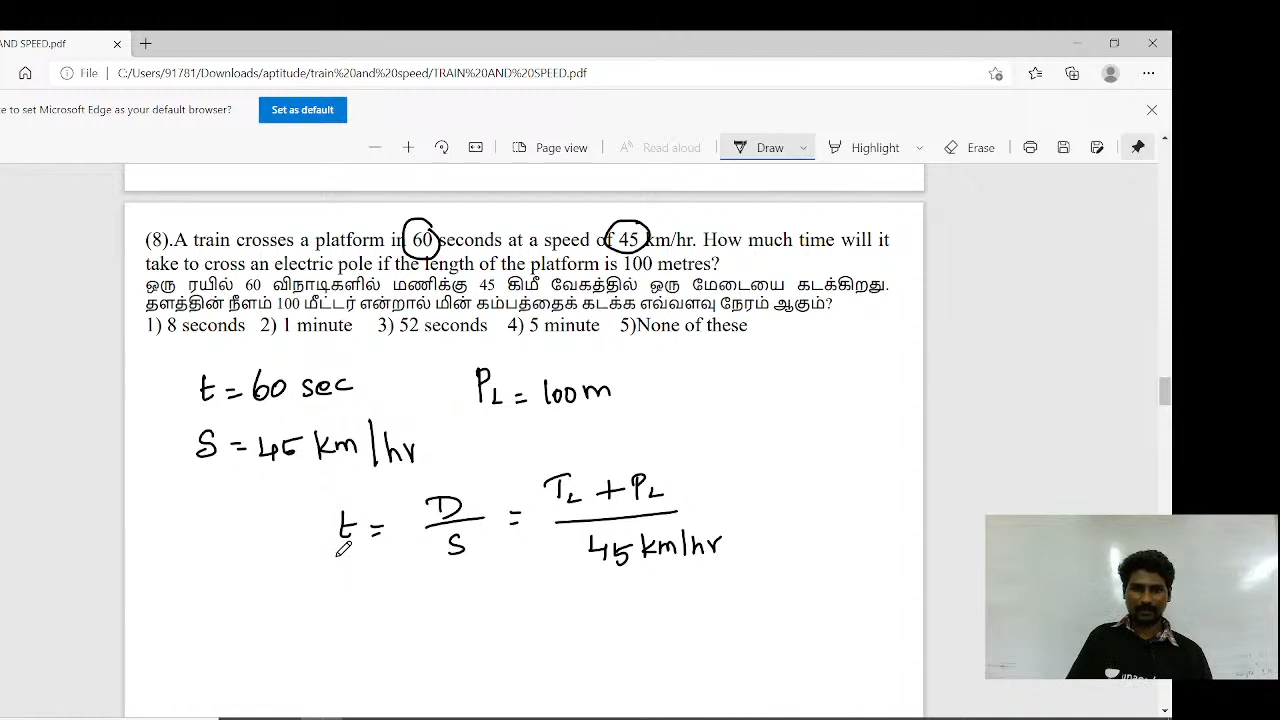 AND SPEED.pdf
File C:/Users/91781/Downloads/aptitude/train%20and%20speed/TRAIN%20AND%20SPEED.pdf
e to set Microsoft Edge as your default browser? Set as default
Page view Read aloud Draw Highlight Erase
(8).A train crosses a platform in 60 seconds at a speed of 45 km/hr. How much time will it
take to cross an electric pole if the length of the platform is 100 metres?
ஒரு ரயில் 60 விநாடிகளில் மணிக்கு 45 கிமீ வேகத்தில் ஒரு மேடையை கடக்கிறது.
தளத்தின் நீளம் 100 மீட்டர் என்றால் மின் கம்பத்தைக் கடக்க எவ்வளவு நேரம் ஆகும்?
1) 8 seconds 2) 1 minute 3) 52 seconds 4) 5 minute 5)None of these
t = 60 sec P_L = 100m
S = 45 km/hr
t = D/S = T_L + P_L / 45 km/hr